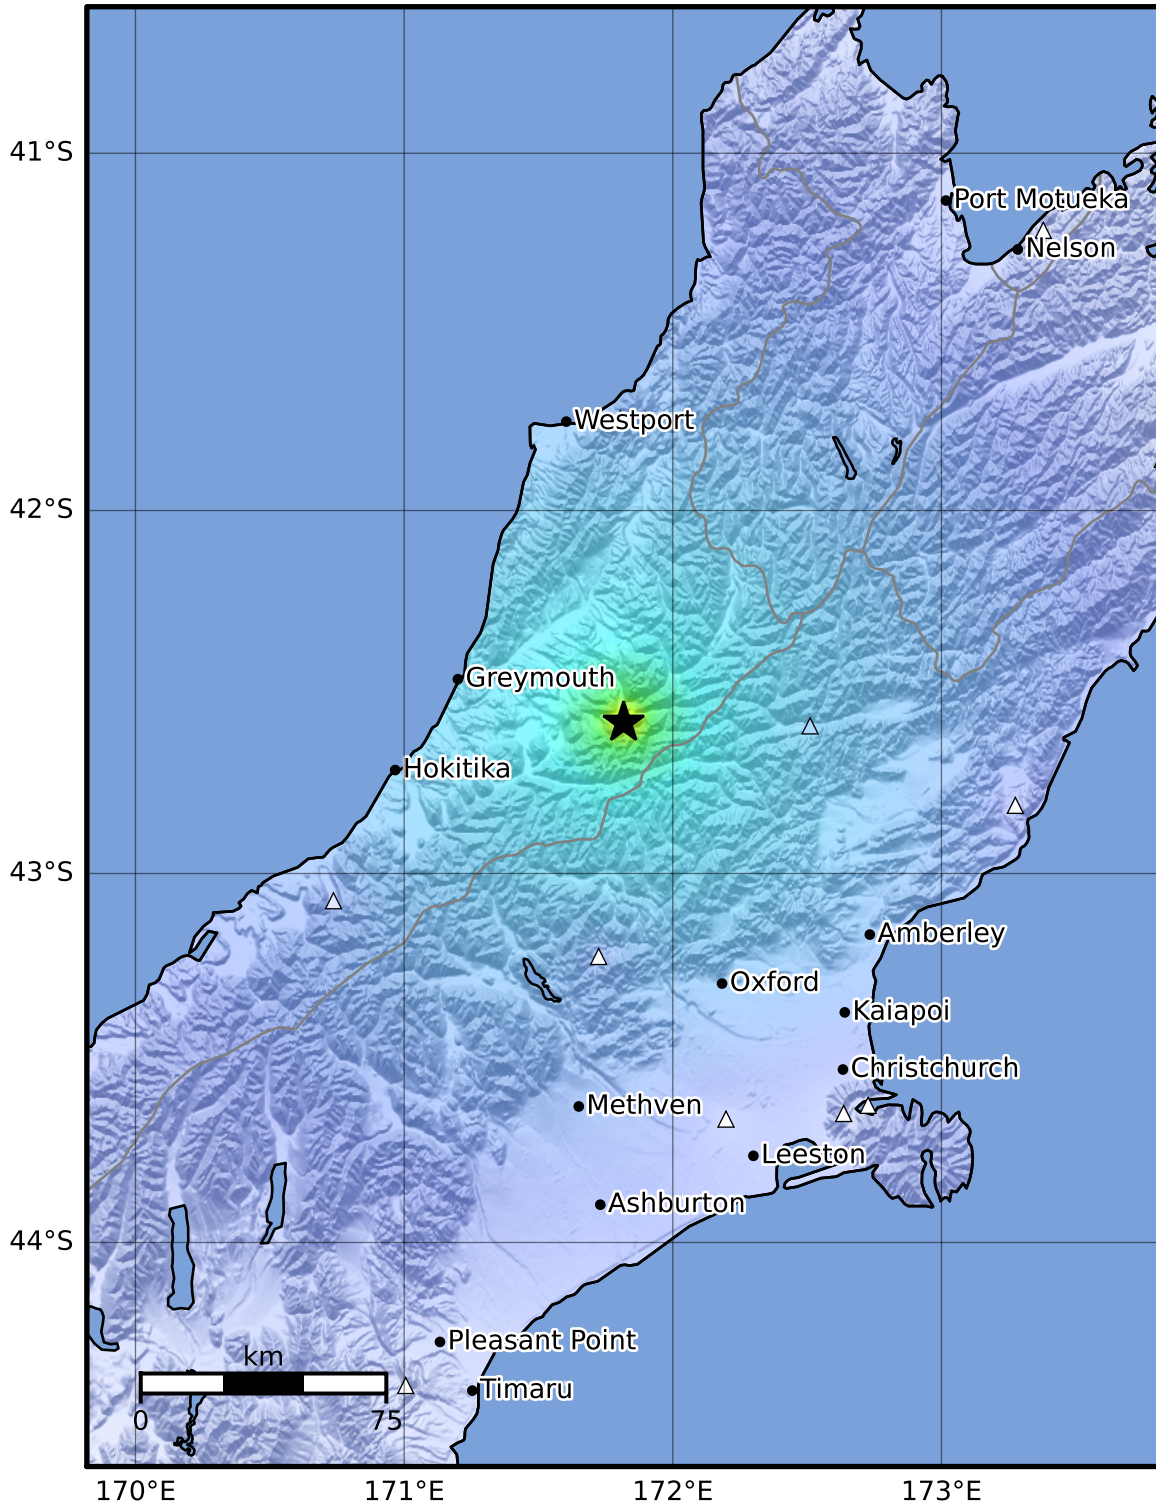 41°S
Port Motueka
Nelson
Westport
42°S
Greymouth
Hokitika
43°S
Amberley
Oxford
Kaiapoi
Christchurch
Methven
Leeston
Ashburton
44°S
Pleasant Point
km
Timaru
0 75
170°E 171°E 172°E 173°E